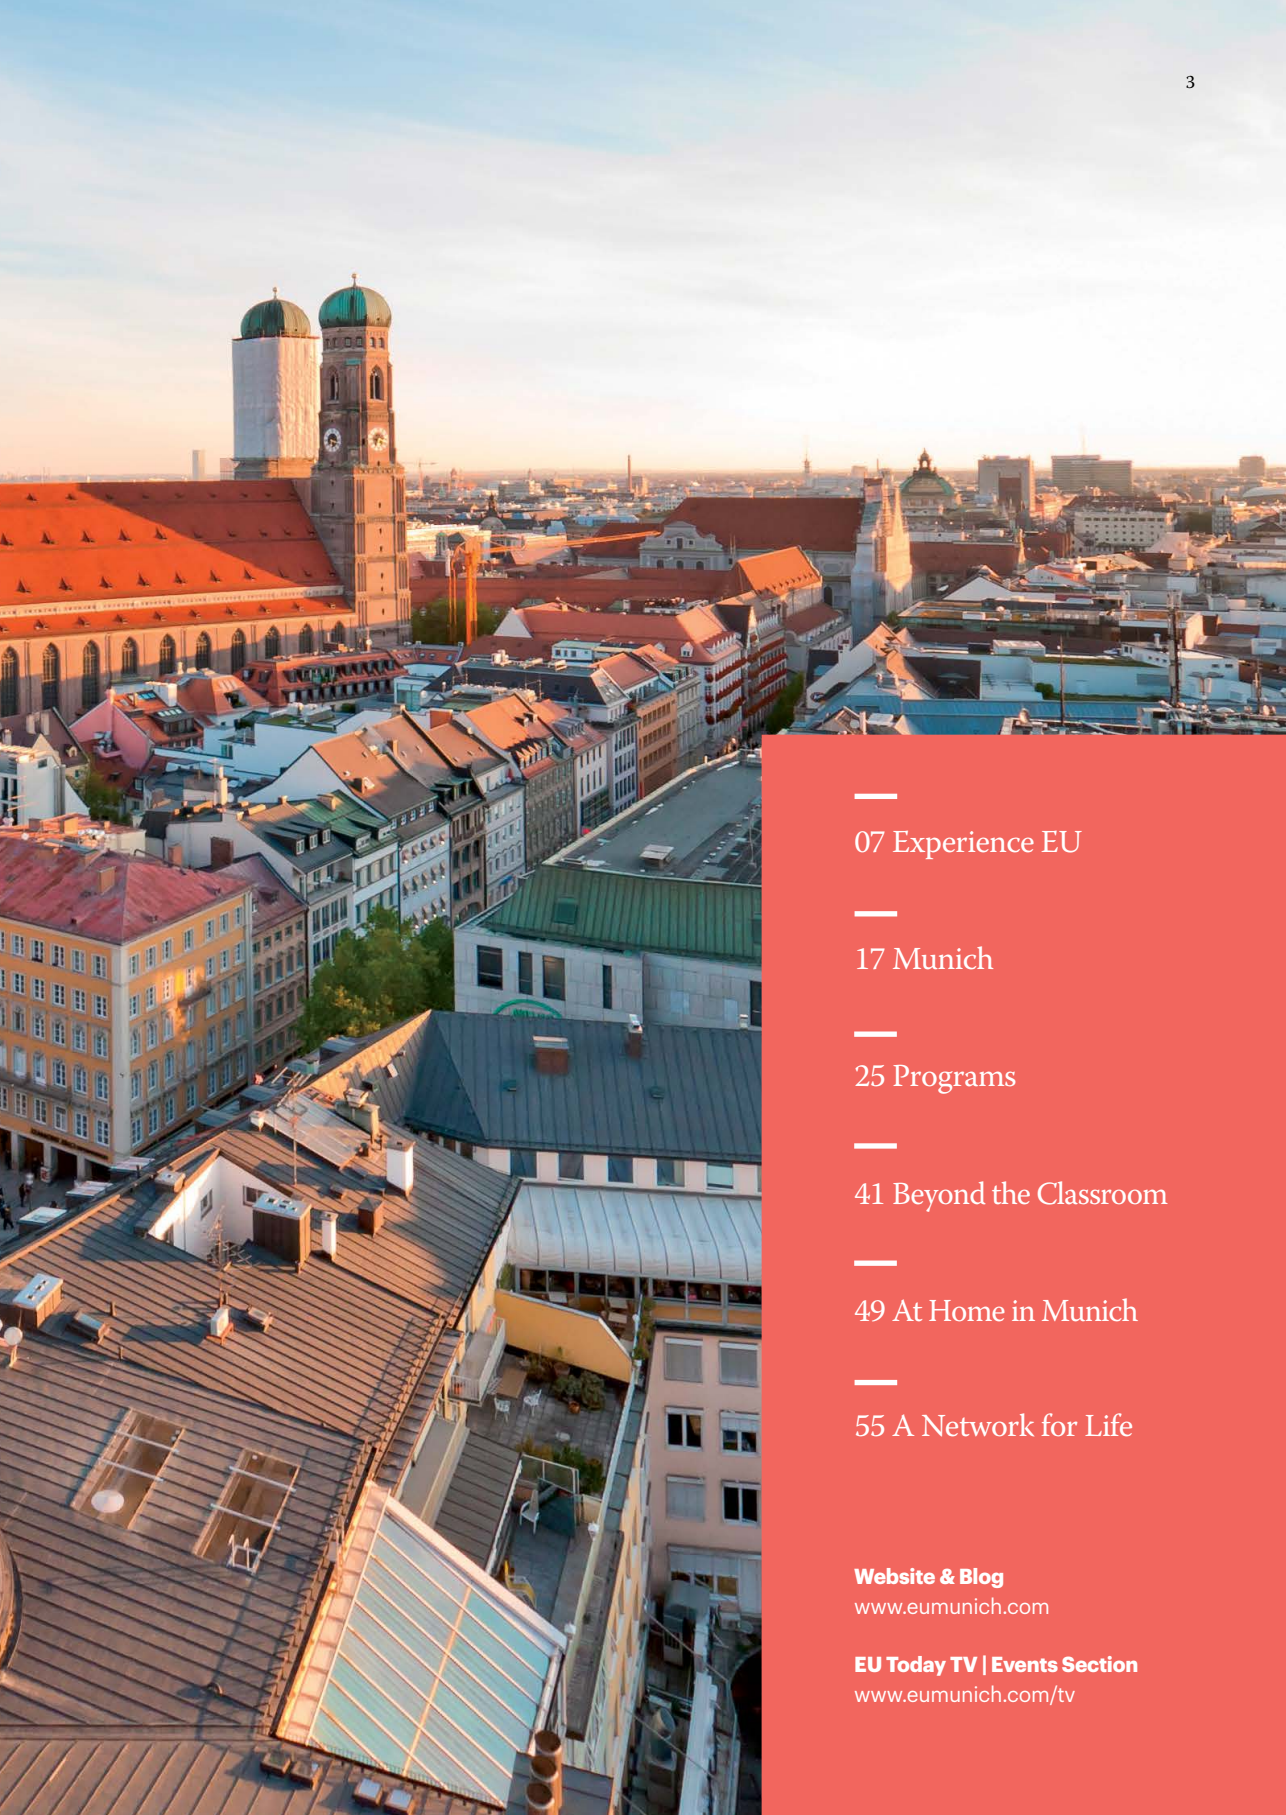 3
07 Experience EU
17 Munich
25 Programs
41 Beyond the Classroom
49 At Home in Munich
55 A Network for Life
Website & Blog
www.eumunich.com
EU Today TV | Events Section
www.eumunich.com/tv